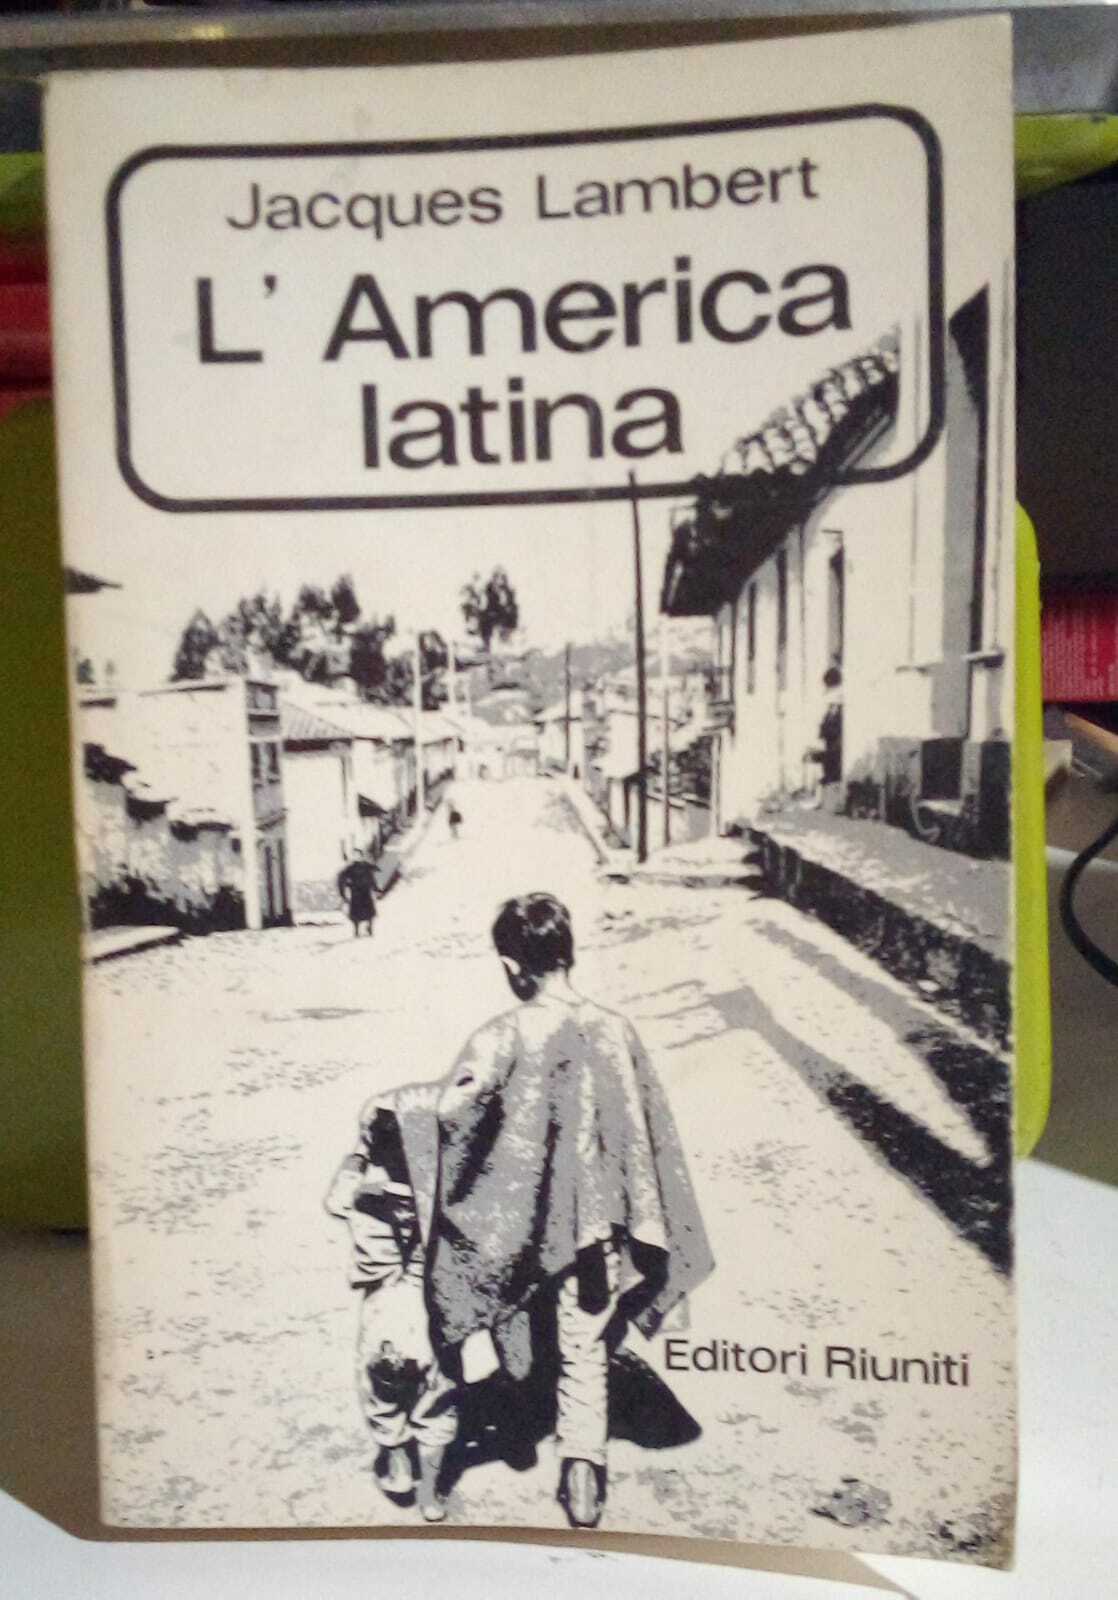 Jacques Lambert
L' America
latina
Editori Riuniti